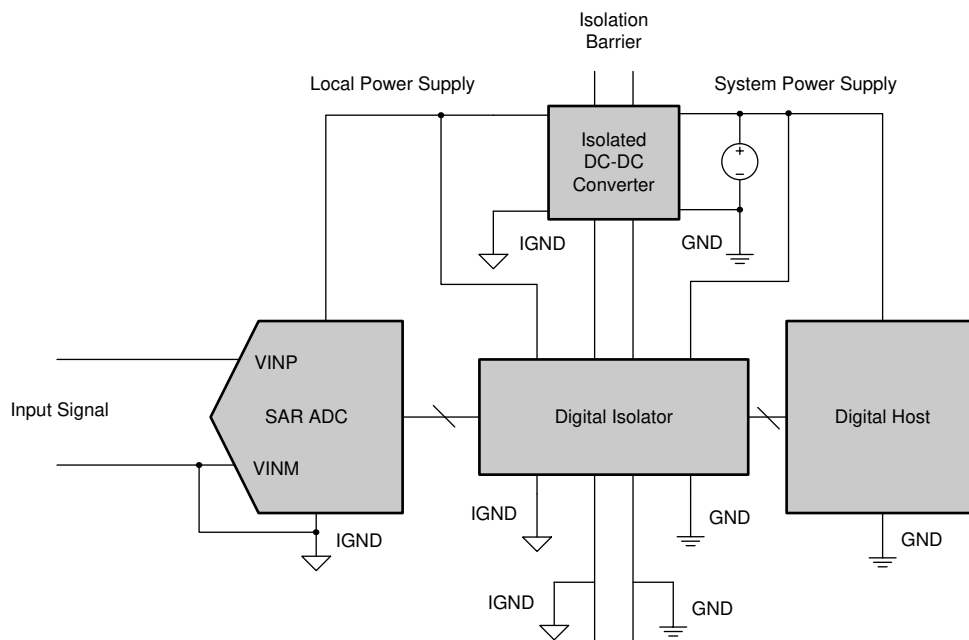 Isolation
Barrier
Local Power Supply
System Power Supply
Isolated
DC-DC
Converter
+
−
IGND
GND
VINP
Input Signal
SAR ADC
Digital Isolator
Digital Host
VINM
IGND
IGND
GND
GND
IGND
GND